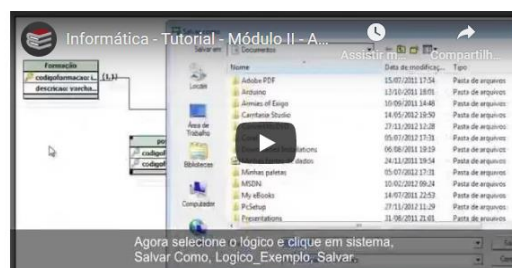 Informática - Tutorial - Módulo II - A...
Assistir m...
Compartilh...
Salvar em:
Documentos
Formação
codigoformacao: i...
descricao: varcha...
(1,1)
Nome
Data de modificaç...
Tipo
Adobe PDF
15/07/2011 17:54
Pasta de arquivos
Arduino
13/10/2011 18:01
Pasta de arquivos
Armies of Exigo
10/09/2011 14:48
Pasta de arquivos
Camtasia Studio
14/05/2012 19:50
Pasta de arquivos
27/11/2012 12:28
Pasta de arquivos
05/07/2012 17:31
Pasta de arquivos
06/08/2011 19:19
Pasta de arquivos
24/11/2011 19:54
Pasta de arquivos
Minhas paletas
05/07/2012 17:31
Pasta de arquivos
MSDN
10/02/2012 09:24
Pasta de arquivos
My eBooks
14/07/2011 22:53
Pasta de arquivos
PcSetup
27/11/2012 11:29
Pasta de arquivos
Presentations
31/08/2011 21:01
Pasta de arquivos
Locais
Área de
Trabalho
Bibliotecas
Computador
Agora selecione o lógico e clique em sistema,
Salvar Como, Logico_Exemplo, Salvar.